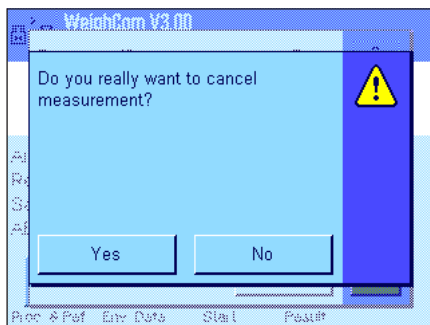 WeighCom V3.00
Do you really want to cancel
measurement?
Yes
No
Proc & Ref Env Data Start Result